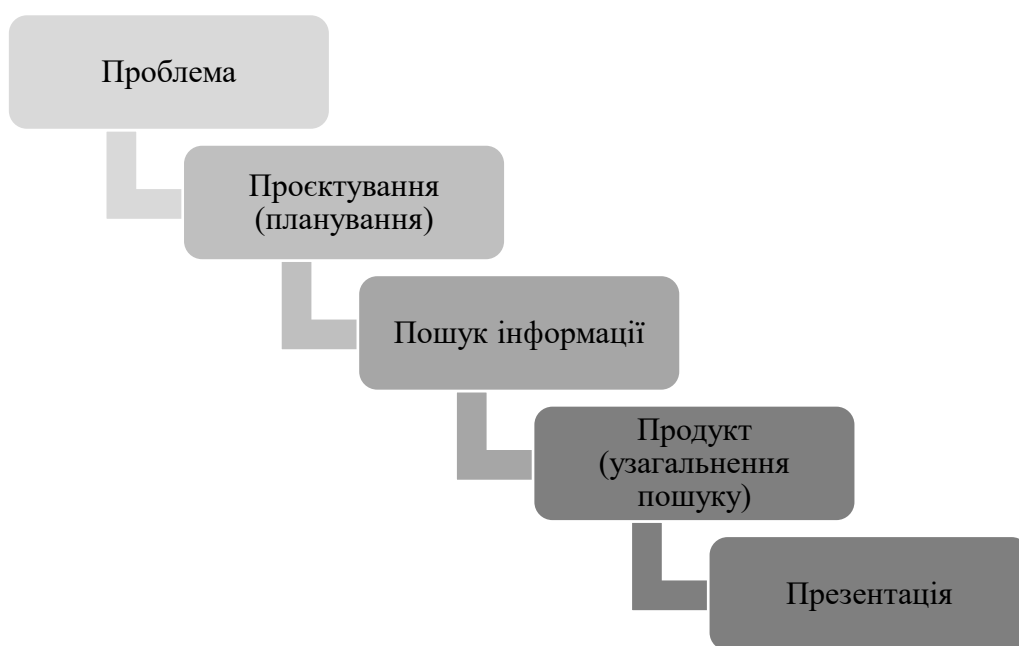 Проблема
Проєктування
(планування)
Пошук інформації
Продукт
(узагальнення
пошуку)
Презентація